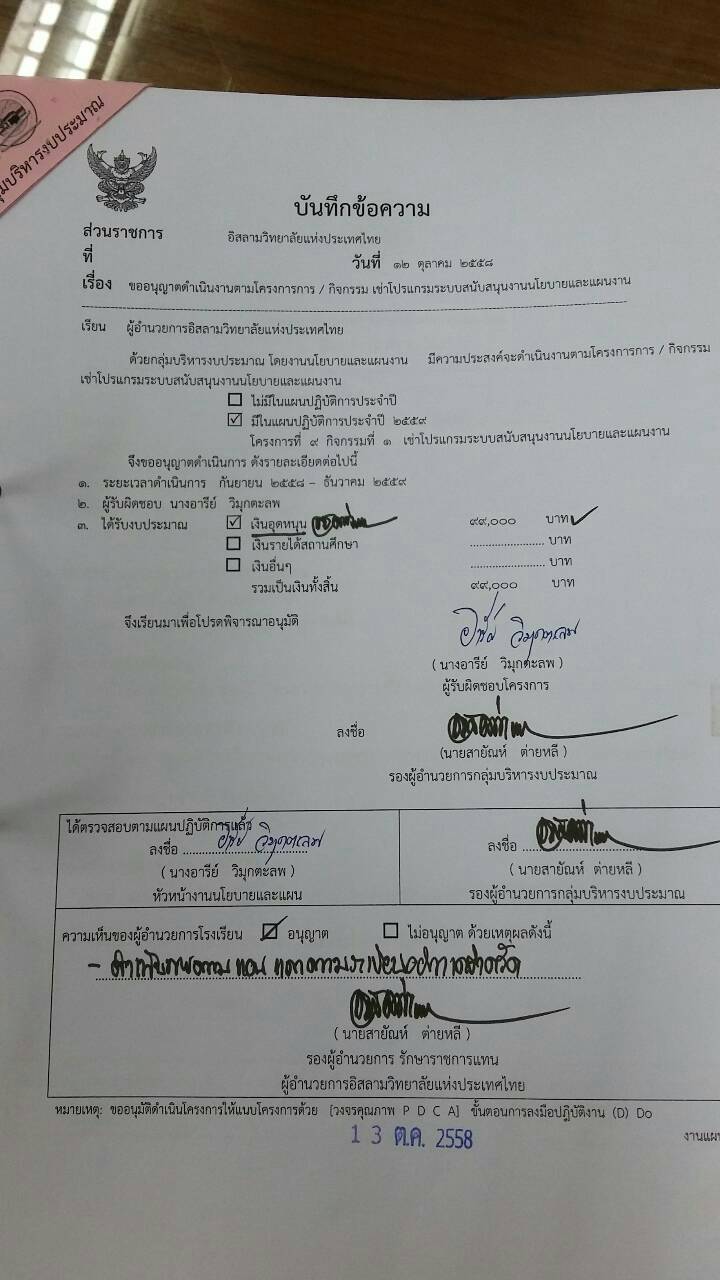 บริหารงบประมาณ
บันทึกข้อความ
ส่วนราชการ อิสลามวิทยาลัยแห่งประเทศไทย
ที่ วันที่ ๑๒ ตุลาคม ๒๕๕๘
เรื่อง ขออนุญาตดำเนินงานตามโครงการการ / กิจกรรม เช่าโปรแกรมระบบสนับสนุนงานนโยบายและแผนงาน
เรียน ผู้อำนวยการอิสลามวิทยาลัยแห่งประเทศไทย
ด้วยกลุ่มบริหารงบประมาณ โดยงานนโยบายและแผนงาน มีความประสงค์จะดำเนินงานตามโครงการการ / กิจกรรม
เช่าโปรแกรมระบบสนับสนุนงานนโยบายและแผนงาน
☐ ไม่มีในแผนปฏิบัติการประจำปี
☑ มีในแผนปฏิบัติการประจำปี ๒๕๕๙
โครงการที่ ๙ กิจกรรมที่ ๑ เช่าโปรแกรมระบบสนับสนุนงานนโยบายและแผนงาน
จึงขออนุญาตดำเนินการ ดังรายละเอียดต่อไปนี้
๑. ระยะเวลาดำเนินการ กันยายน ๒๕๕๘ – ธันวาคม ๒๕๕๙
๒. ผู้รับผิดชอบ นางอารีย์ วิมุกตะลพ
๓. ได้รับงบประมาณ ☑ เงินอุดหนุน ๙๙,๐๐๐ บาท
☐ เงินรายได้สถานศึกษา ........................ บาท
☐ เงินอื่นๆ ........................ บาท
รวมเป็นเงินทั้งสิ้น ๙๙,๐๐๐ บาท
จึงเรียนมาเพื่อโปรดพิจารณาอนุมัติ
อารีย์ วิมุกตะลพ
( นางอารีย์ วิมุกตะลพ )
ผู้รับผิดชอบโครงการ
ลงชื่อ
(นายสายัณห์ ต่ายหลี )
รองผู้อำนวยการกลุ่มบริหารงบประมาณ
ได้ตรวจสอบตามแผนปฏิบัติการแล้ว
ลงชื่อ อารีย์ วิมุกตะลพ
( นางอารีย์ วิมุกตะลพ )
หัวหน้างานนโยบายและแผน
ลงชื่อ
( นายสายัณห์ ต่ายหลี )
รองผู้อำนวยการกลุ่มบริหารงบประมาณ
ความเห็นของผู้อำนวยการโรงเรียน ☑ อนุญาต ☐ ไม่อนุญาต ด้วยเหตุผลดังนี้
( นายสายัณห์ ต่ายหลี )
รองผู้อำนวยการ รักษาราชการแทน
ผู้อำนวยการอิสลามวิทยาลัยแห่งประเทศไทย
หมายเหตุ: ขออนุมัติดำเนินโครงการให้แนบโครงการด้วย [วงจรคุณภาพ P D C A] ขั้นตอนการลงมือปฏิบัติงาน (D) Do
13 ต.ค. 2558
งานแผน